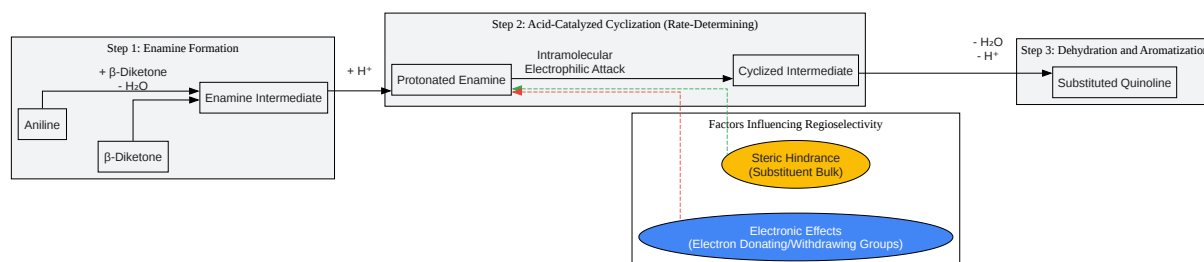 Step 1: Enamine Formation
+ β-Diketone
- H₂O
Aniline
β-Diketone
Enamine Intermediate
+ H⁺
Step 2: Acid-Catalyzed Cyclization (Rate-Determining)
Protonated Enamine
Intramolecular
Electrophilic Attack
Cyclized Intermediate
- H₂O
- H⁺
Step 3: Dehydration and Aromatization
Substituted Quinoline
Factors Influencing Regioselectivity
Steric Hindrance
(Substituent Bulk)
Electronic Effects
(Electron Donating/Withdrawing Groups)